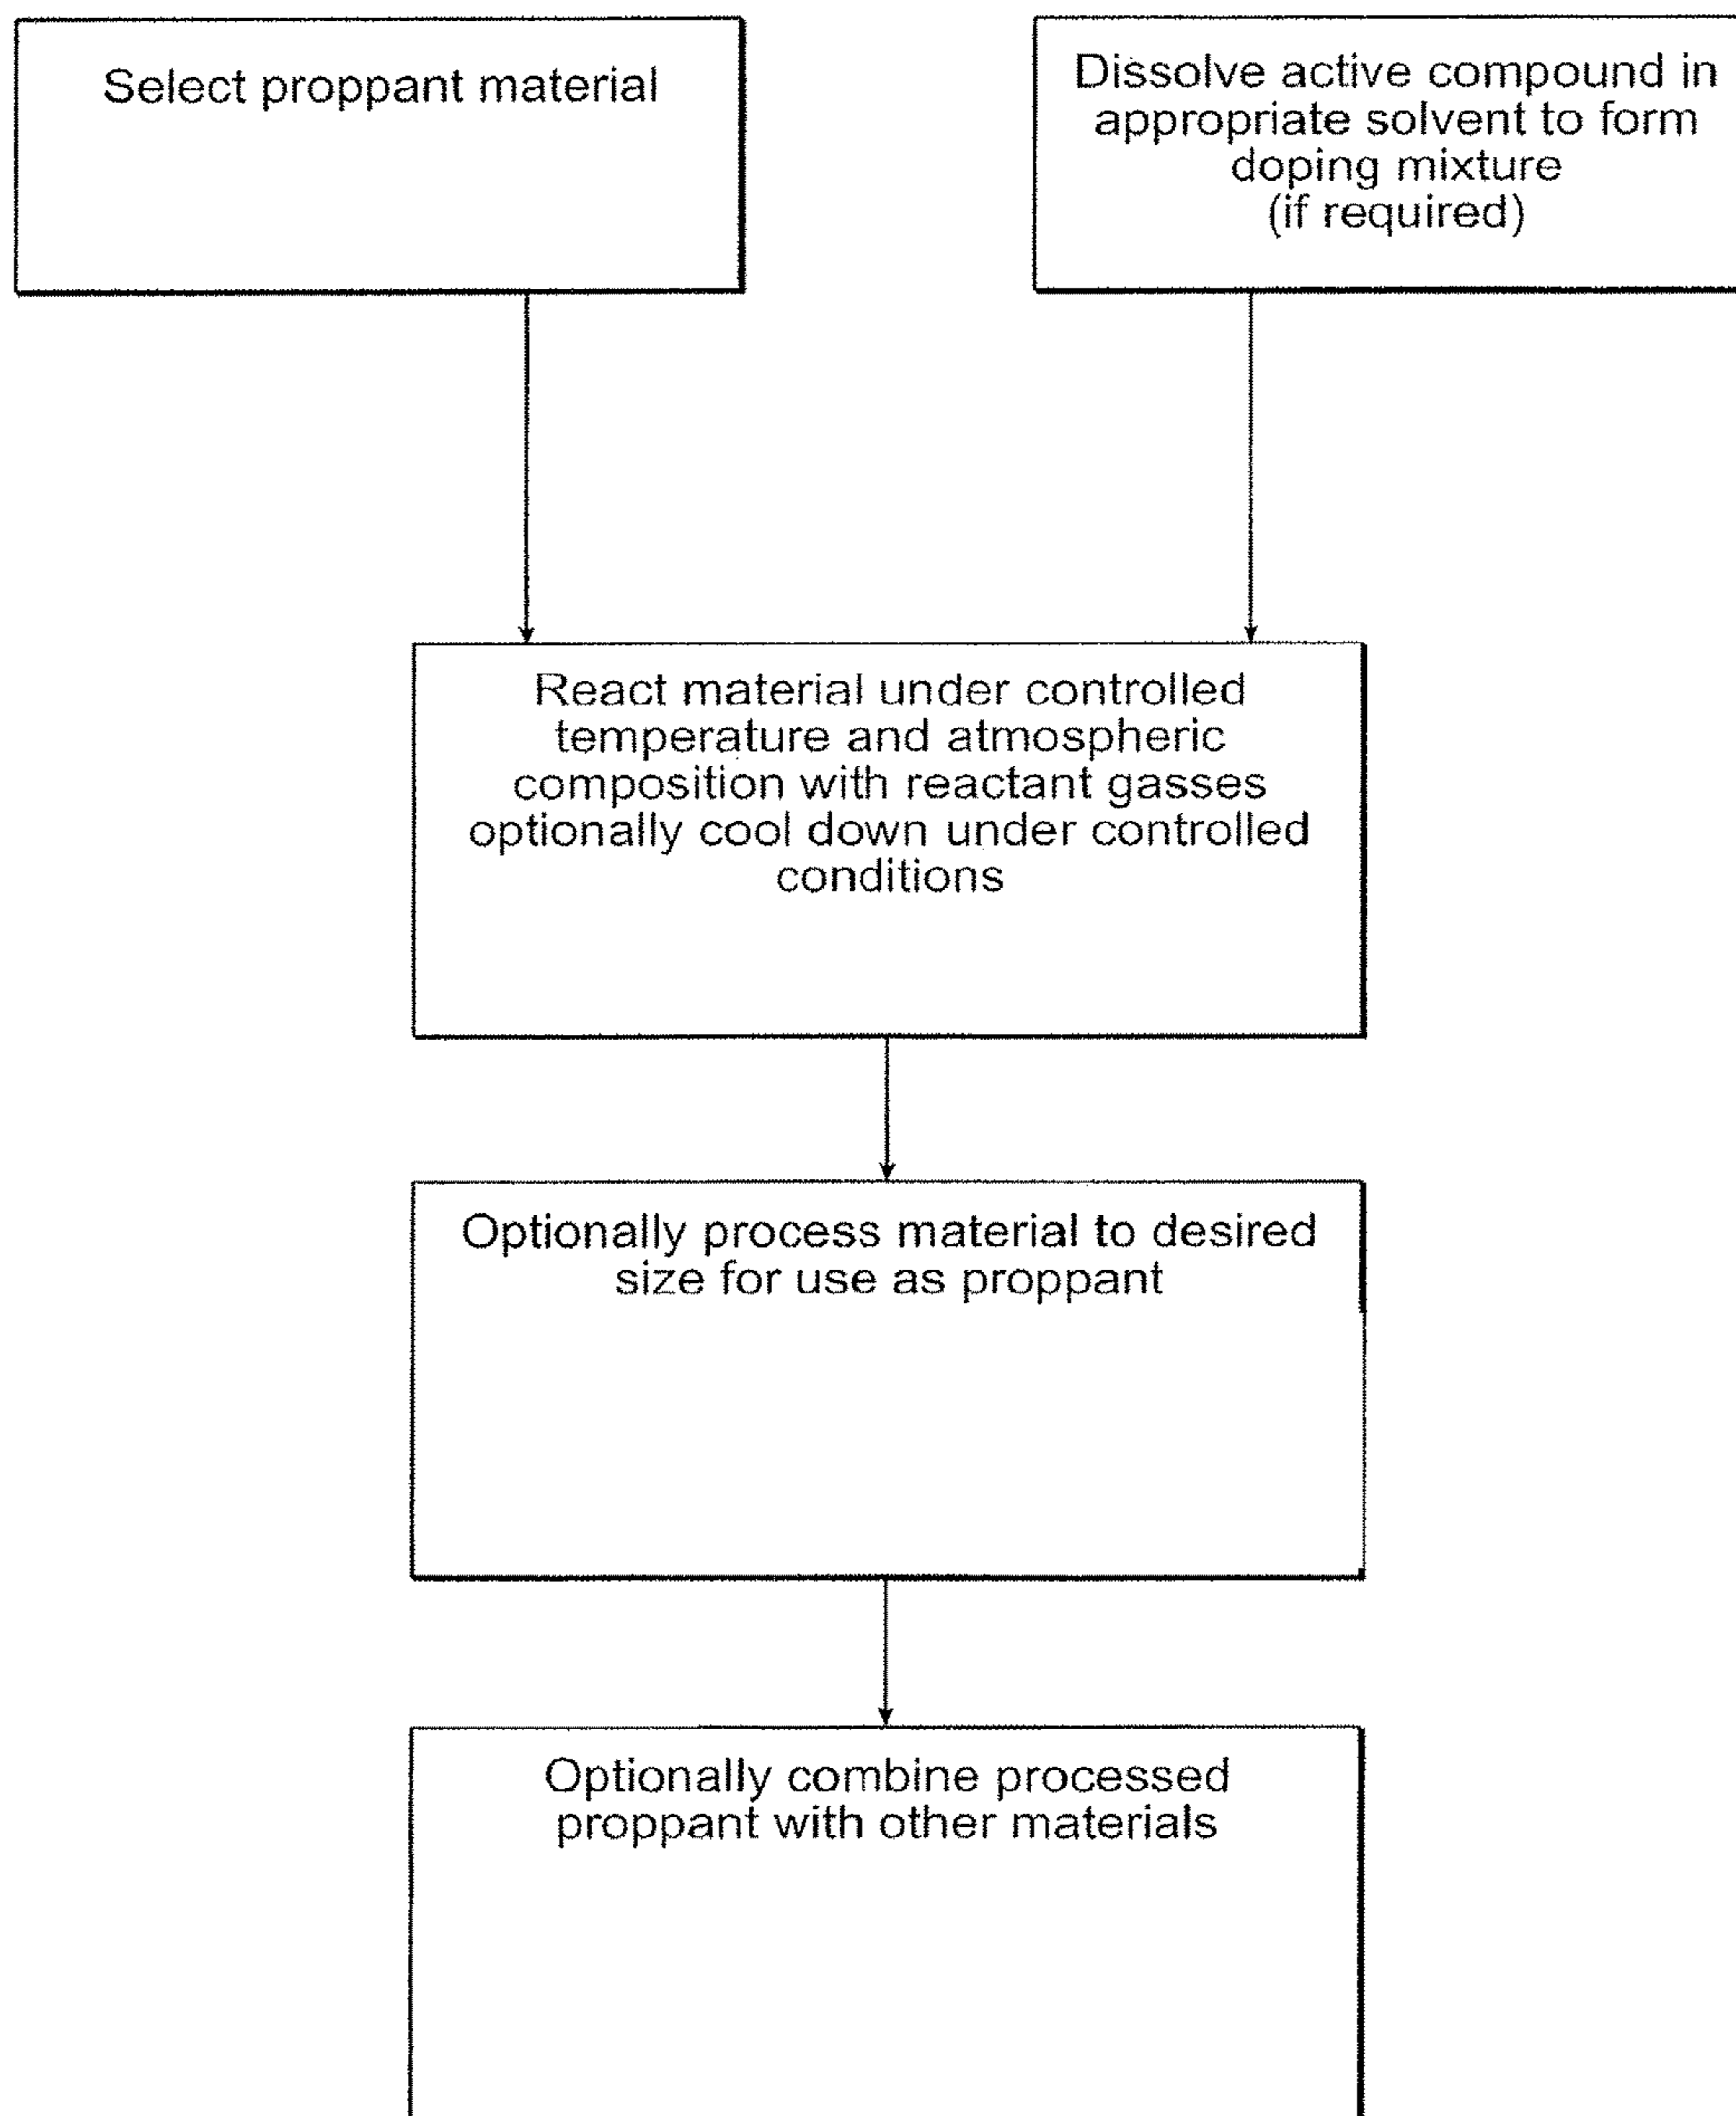 Select proppant material
Dissolve active compound in
appropriate solvent to form
doping mixture
(if required)
React material under controlled
temperature and atmospheric
composition with reactant gasses
optionally cool down under controlled
conditions
Optionally process material to desired
size for use as proppant
Optionally combine processed
proppant with other materials